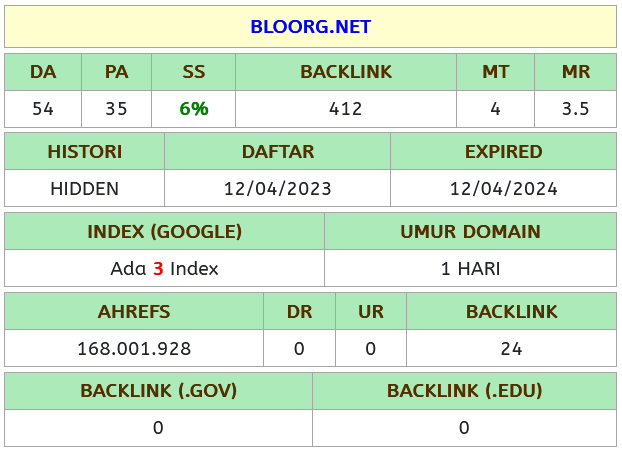 BLOORG.NET
DA PA SS BACKLINK MT MR
54 35 6% 412 4 3.5
HISTORI DAFTAR EXPIRED
HIDDEN 12/04/2023 12/04/2024
INDEX (GOOGLE) UMUR DOMAIN
Ada 3 Index 1 HARI
AHREFS DR UR BACKLINK
168.001.928 0 0 24
BACKLINK (.GOV) BACKLINK (.EDU)
0 0